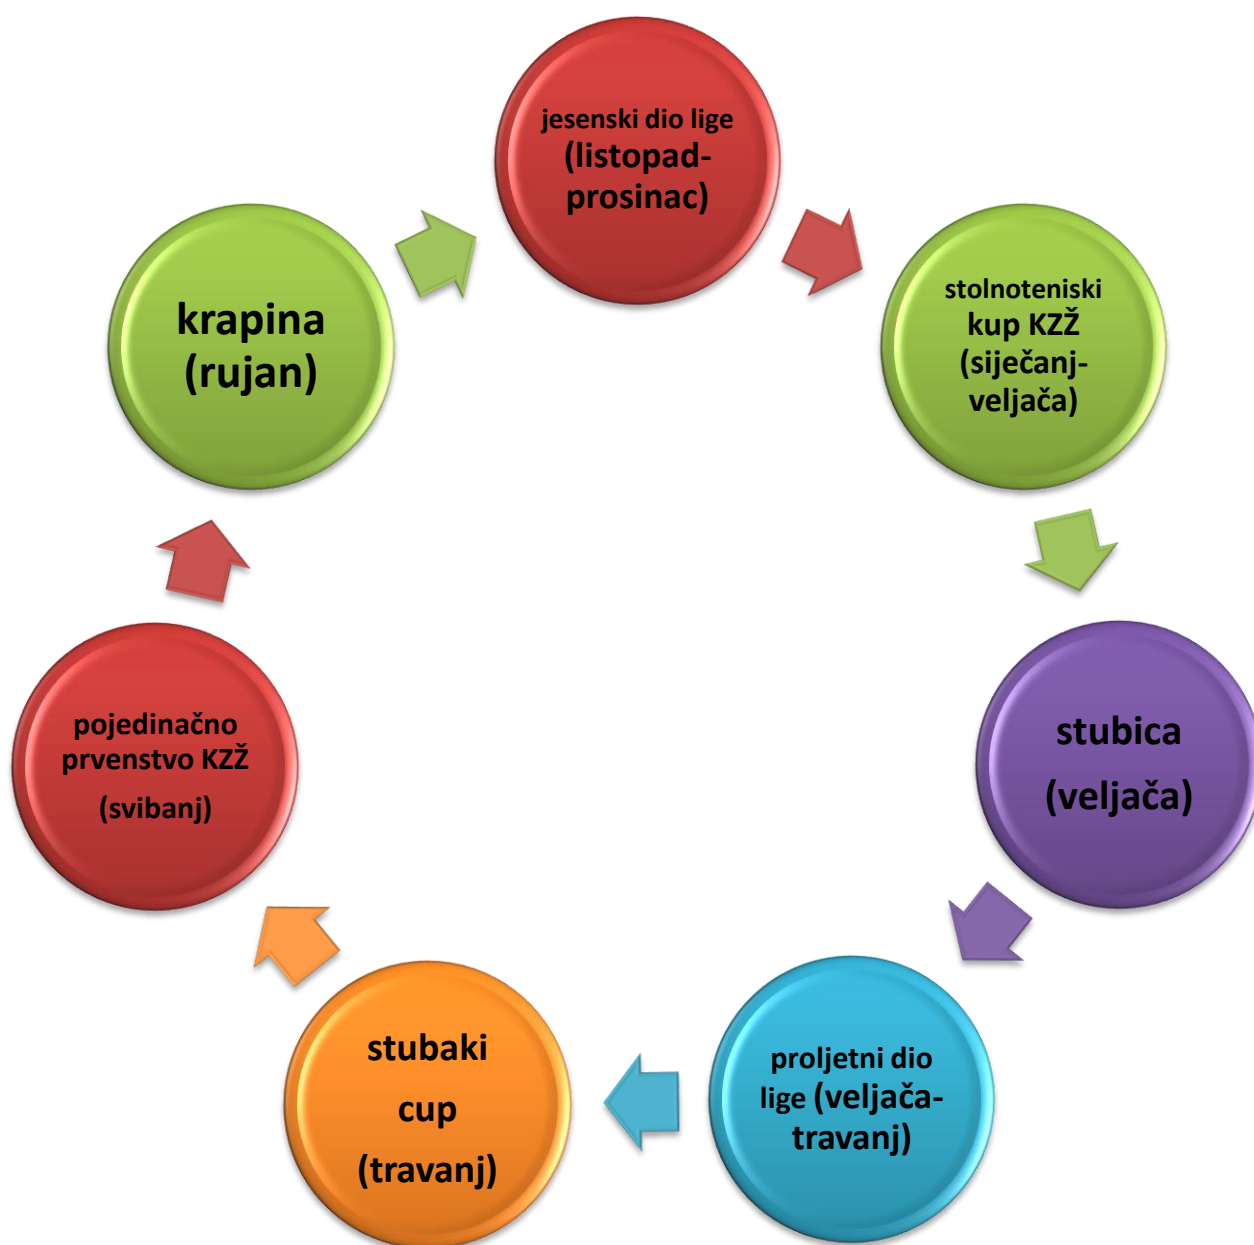 jesenski dio lige
(listopad-
prosinac)
stolnoteniski
kup KZŽ
(siječanj-
veljača)
stubica
(veljača)
proljetni dio
lige (veljača-
travanj)
stubaki
cup
(travanj)
pojedinačno
prvenstvo KZŽ
(svibanj)
krapina
(rujan)